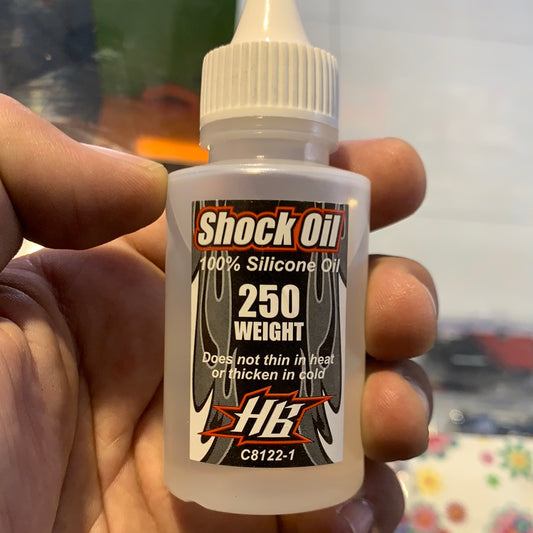 Shock Oil
100% Silicone Oil
250
WEIGHT
Does not thin in heat
or thicken in cold
HB
C8122-1